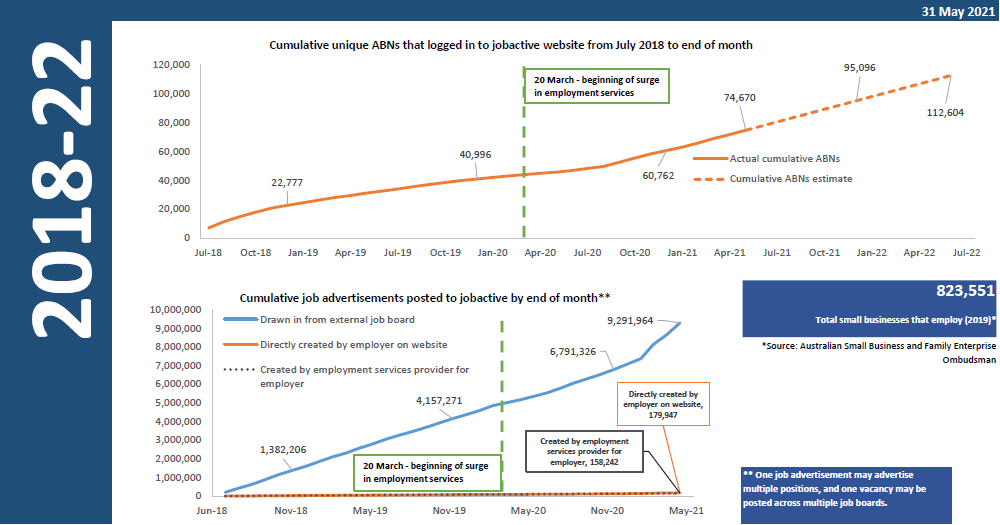 31 May 2021
2018-22
Cumulative unique ABNs that logged in to jobactive website from July 2018 to end of month
120,000
100,000
80,000
60,000
40,000
20,000
0
20 March - beginning of surge
in employment services
22,777
40,996
60,762
74,670
95,096
112,604
Actual cumulative ABNs
Cumulative ABNs estimate
Jul-18 Oct-18 Jan-19 Apr-19 Jul-19 Oct-19 Jan-20 Apr-20 Jul-20 Oct-20 Jan-21 Apr-21 Jul-21 Oct-21 Jan-22 Apr-22 Jul-22
Cumulative job advertisements posted to jobactive by end of month**
10,000,000
9,000,000
8,000,000
7,000,000
6,000,000
5,000,000
4,000,000
3,000,000
2,000,000
1,000,000
0
Drawn in from external job board
Directly created by employer on website
Created by employment services provider for
employer
1,382,206
4,157,271
6,791,326
9,291,964
20 March - beginning of surge
in employment services
Directly created by
employer on website,
179,947
Created by employment
services provider for
employer, 158,242
Jun-18 Nov-18 May-19 Nov-19 May-20 Nov-20 May-21
823,551
Total small businesses that employ (2019)*
*Source: Australian Small Business and Family Enterprise
Ombudsman
** One job advertisement may advertise
multiple positions, and one vacancy may be
posted across multiple job boards.